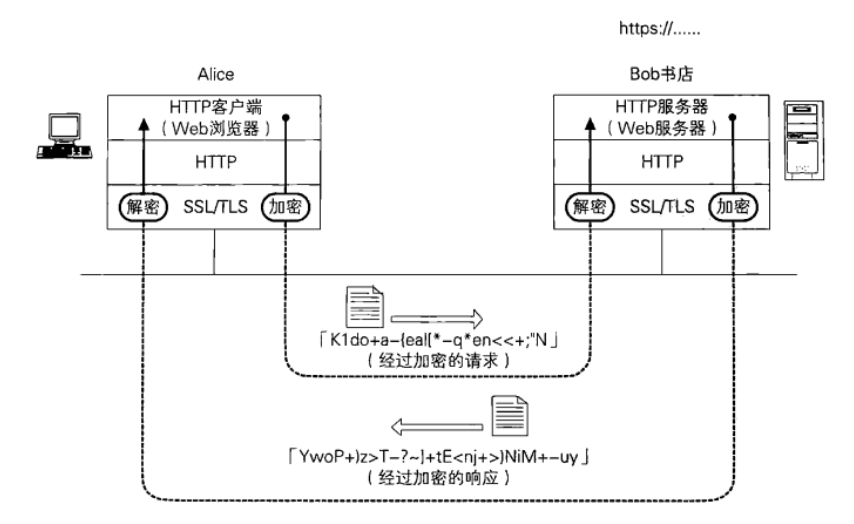 https://......
Alice
Bob书店
HTTP客户端
（Web浏览器）
HTTP
解密 SSL/TLS 加密
HTTP服务器
（Web服务器）
HTTP
解密 SSL/TLS 加密
「K1do+a-{ea![*-q*en<<+;"N」
（经过加密的请求）
「YwoP+)z>T-?~}+tE<nj+>)NiM+-uy」
（经过加密的响应）